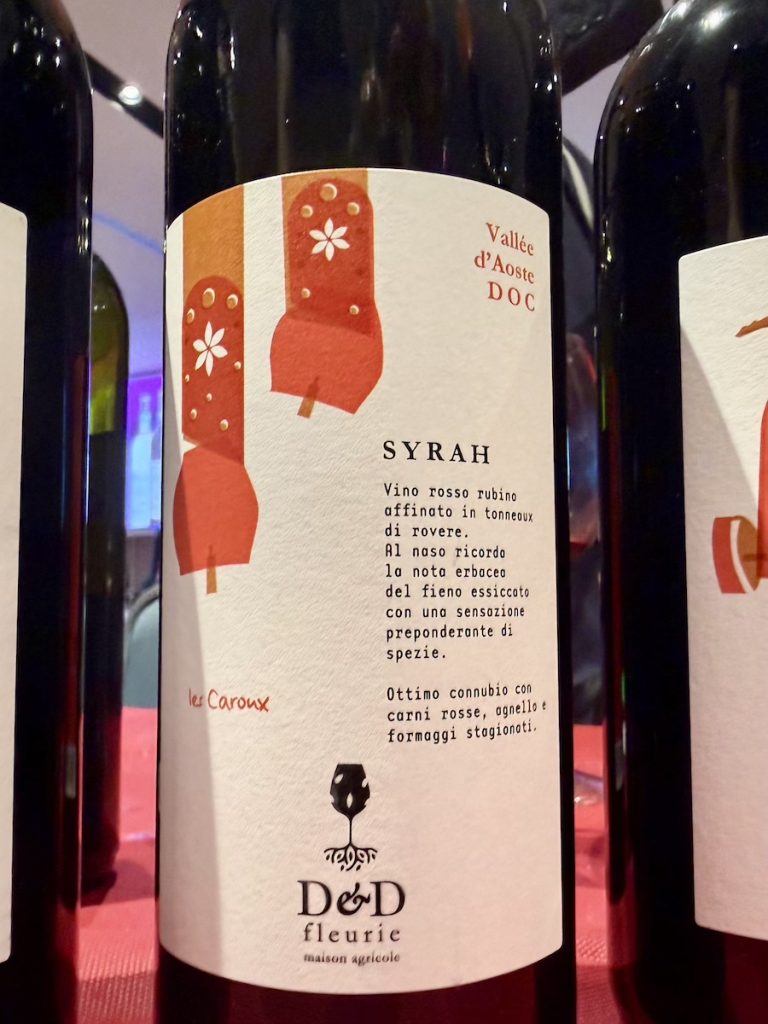 Vallée
d'Aoste
DOC
SYRAH
Vino rosso rubino
affinato in tonneaux
di rovere.
Al naso ricorda
la nota erbacea
del fieno essiccato
con una sensazione
preponderante di
spezie.
Ottimo connubio con
carni rosse, agnello e
formaggi stagionati.
les Caroux
D&D
fleurie
maison agricole